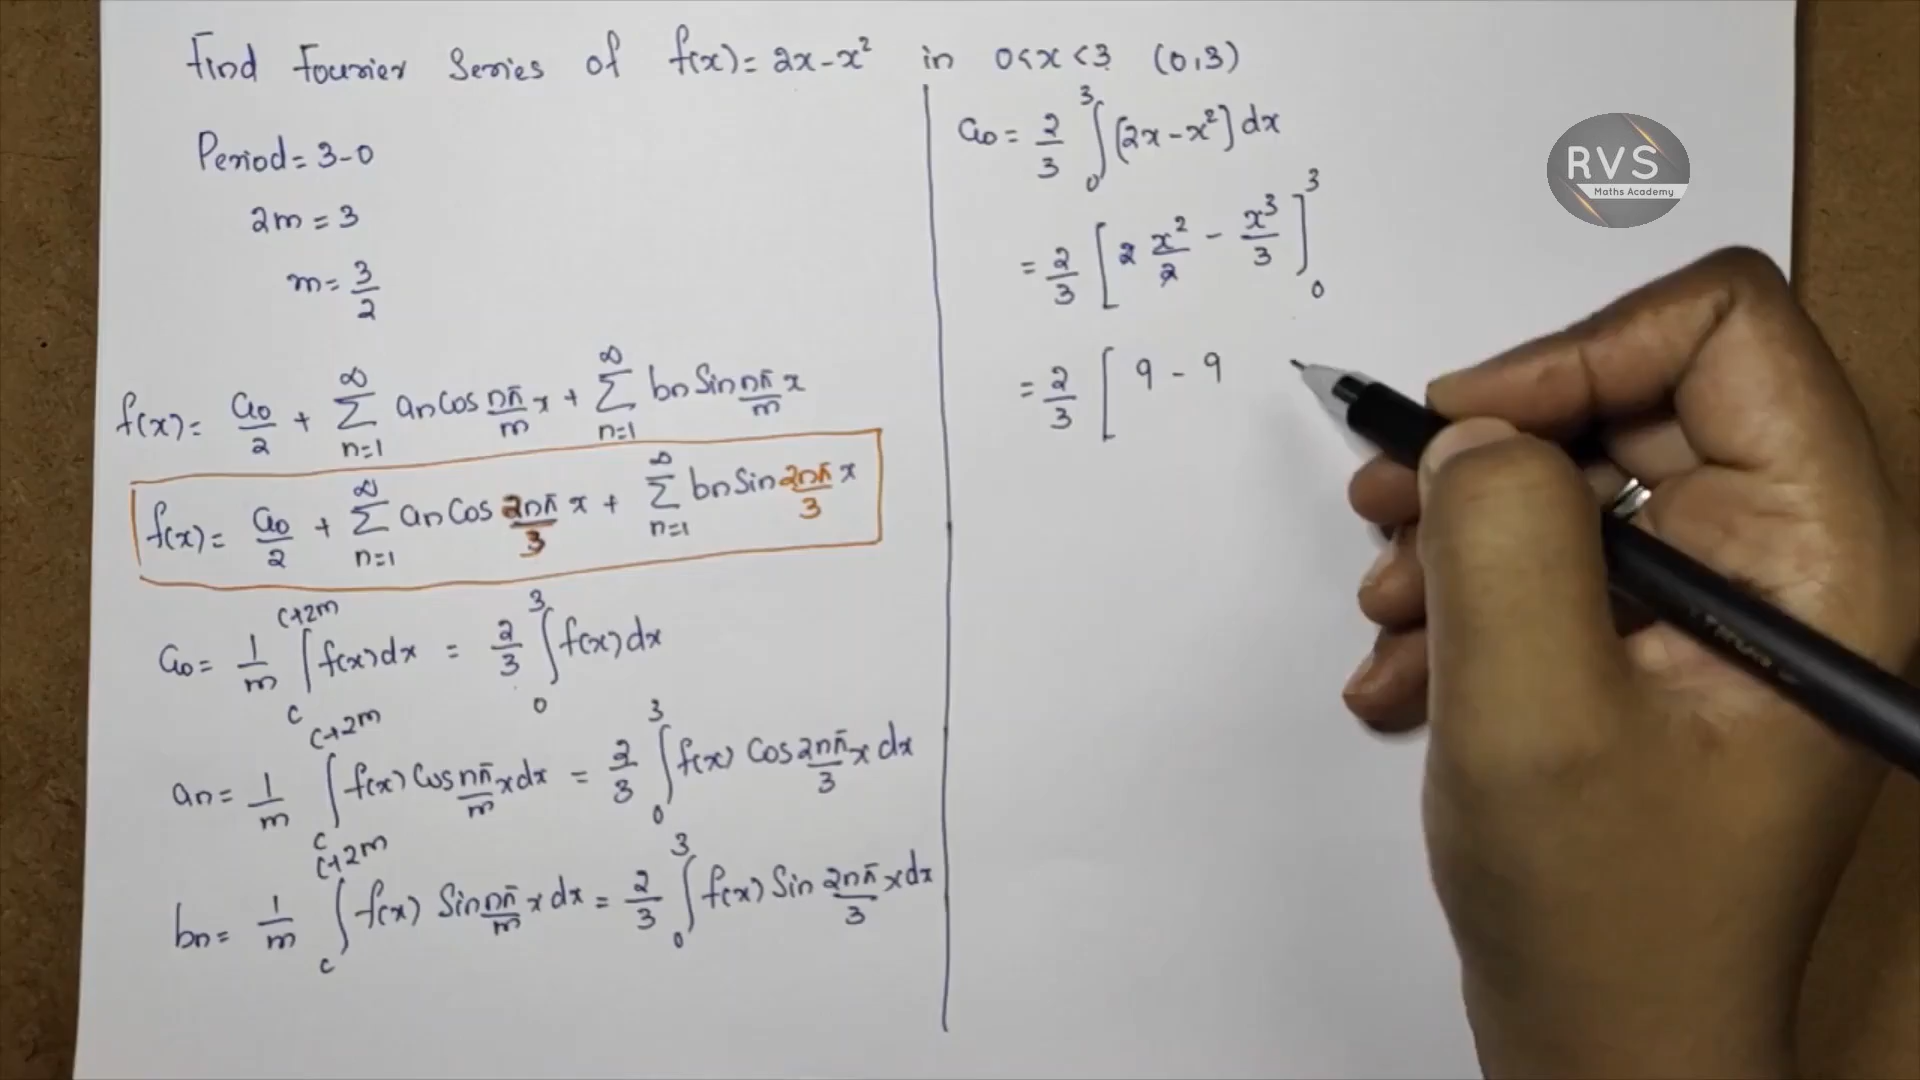 Find Fourier Series of f(x) = 2x - x² in 0<x<3 (0,3)
Period = 3-0
2m = 3
m = 3/2
f(x) = a₀/2 + ∑_{n=1}^{∞} an Cos nπ/m x + ∑_{n=1}^{∞} bn Sin nπ/m x
f(x) = a₀/2 + ∑_{n=1}^{∞} an Cos 2nπ/3 x + ∑_{n=1}^{∞} bn Sin 2nπ/3 x
a₀ = 1/m ∫_{c}^{c+2m} f(x) dx = 2/3 ∫_{0}^{3} f(x) dx
an = 1/m ∫_{c}^{c+2m} f(x) Cos nπ/m x dx = 2/3 ∫_{0}^{3} f(x) Cos 2nπ/3 x dx
bn = 1/m ∫_{c}^{c+2m} f(x) Sin nπ/m x dx = 2/3 ∫_{0}^{3} f(x) Sin 2nπ/3 x dx
a₀ = 2/3 ∫_{0}^{3} [2x - x²] dx
= 2/3 [2 x²/2 - x³/3]_{0}^{3}
= 2/3 [9 - 9
RVS
Maths Academy